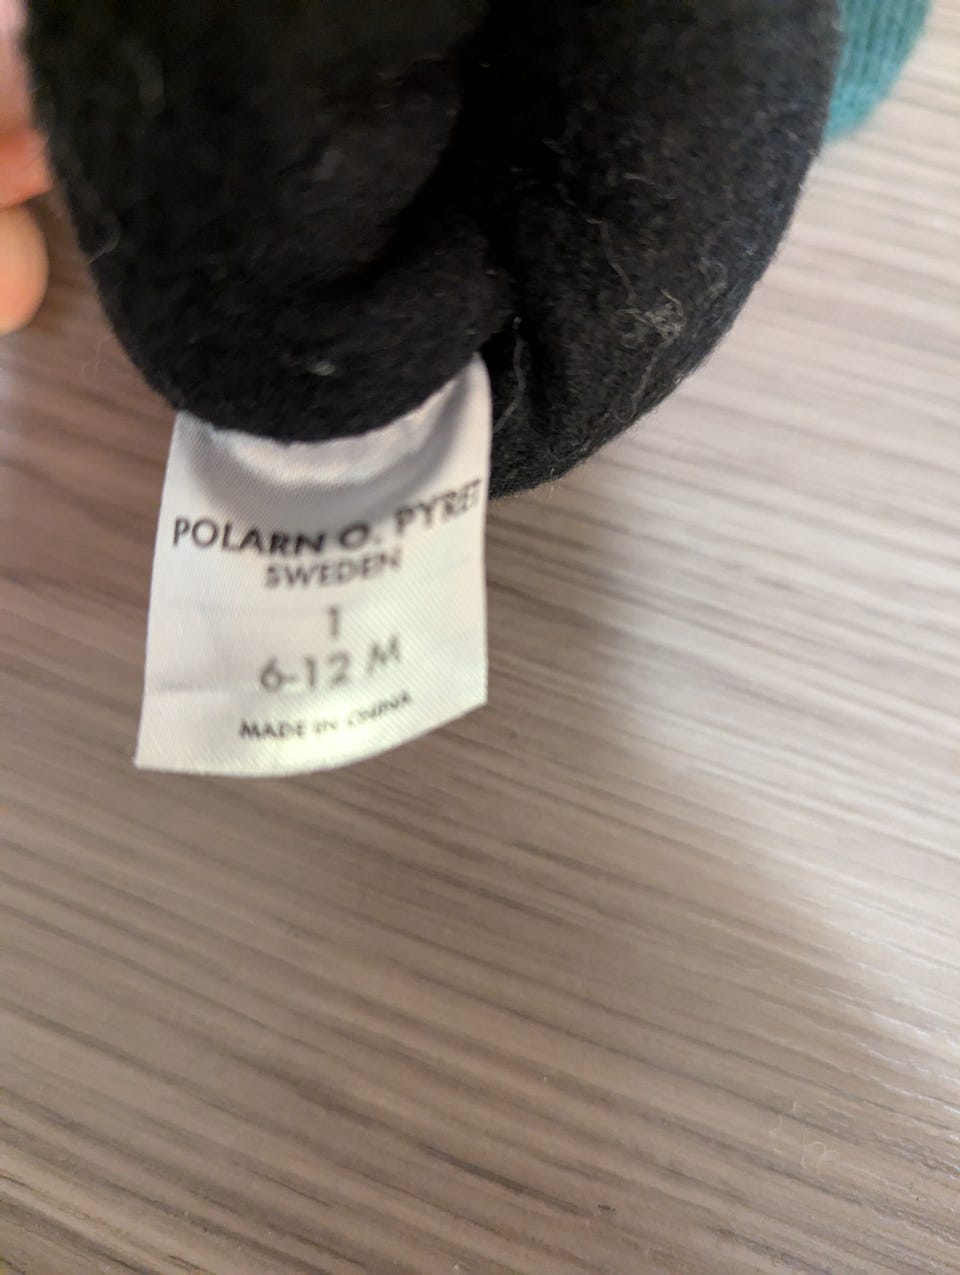 POLARN O. PYRET
SWEDEN
1
6-12 M
MADE IN CHINA